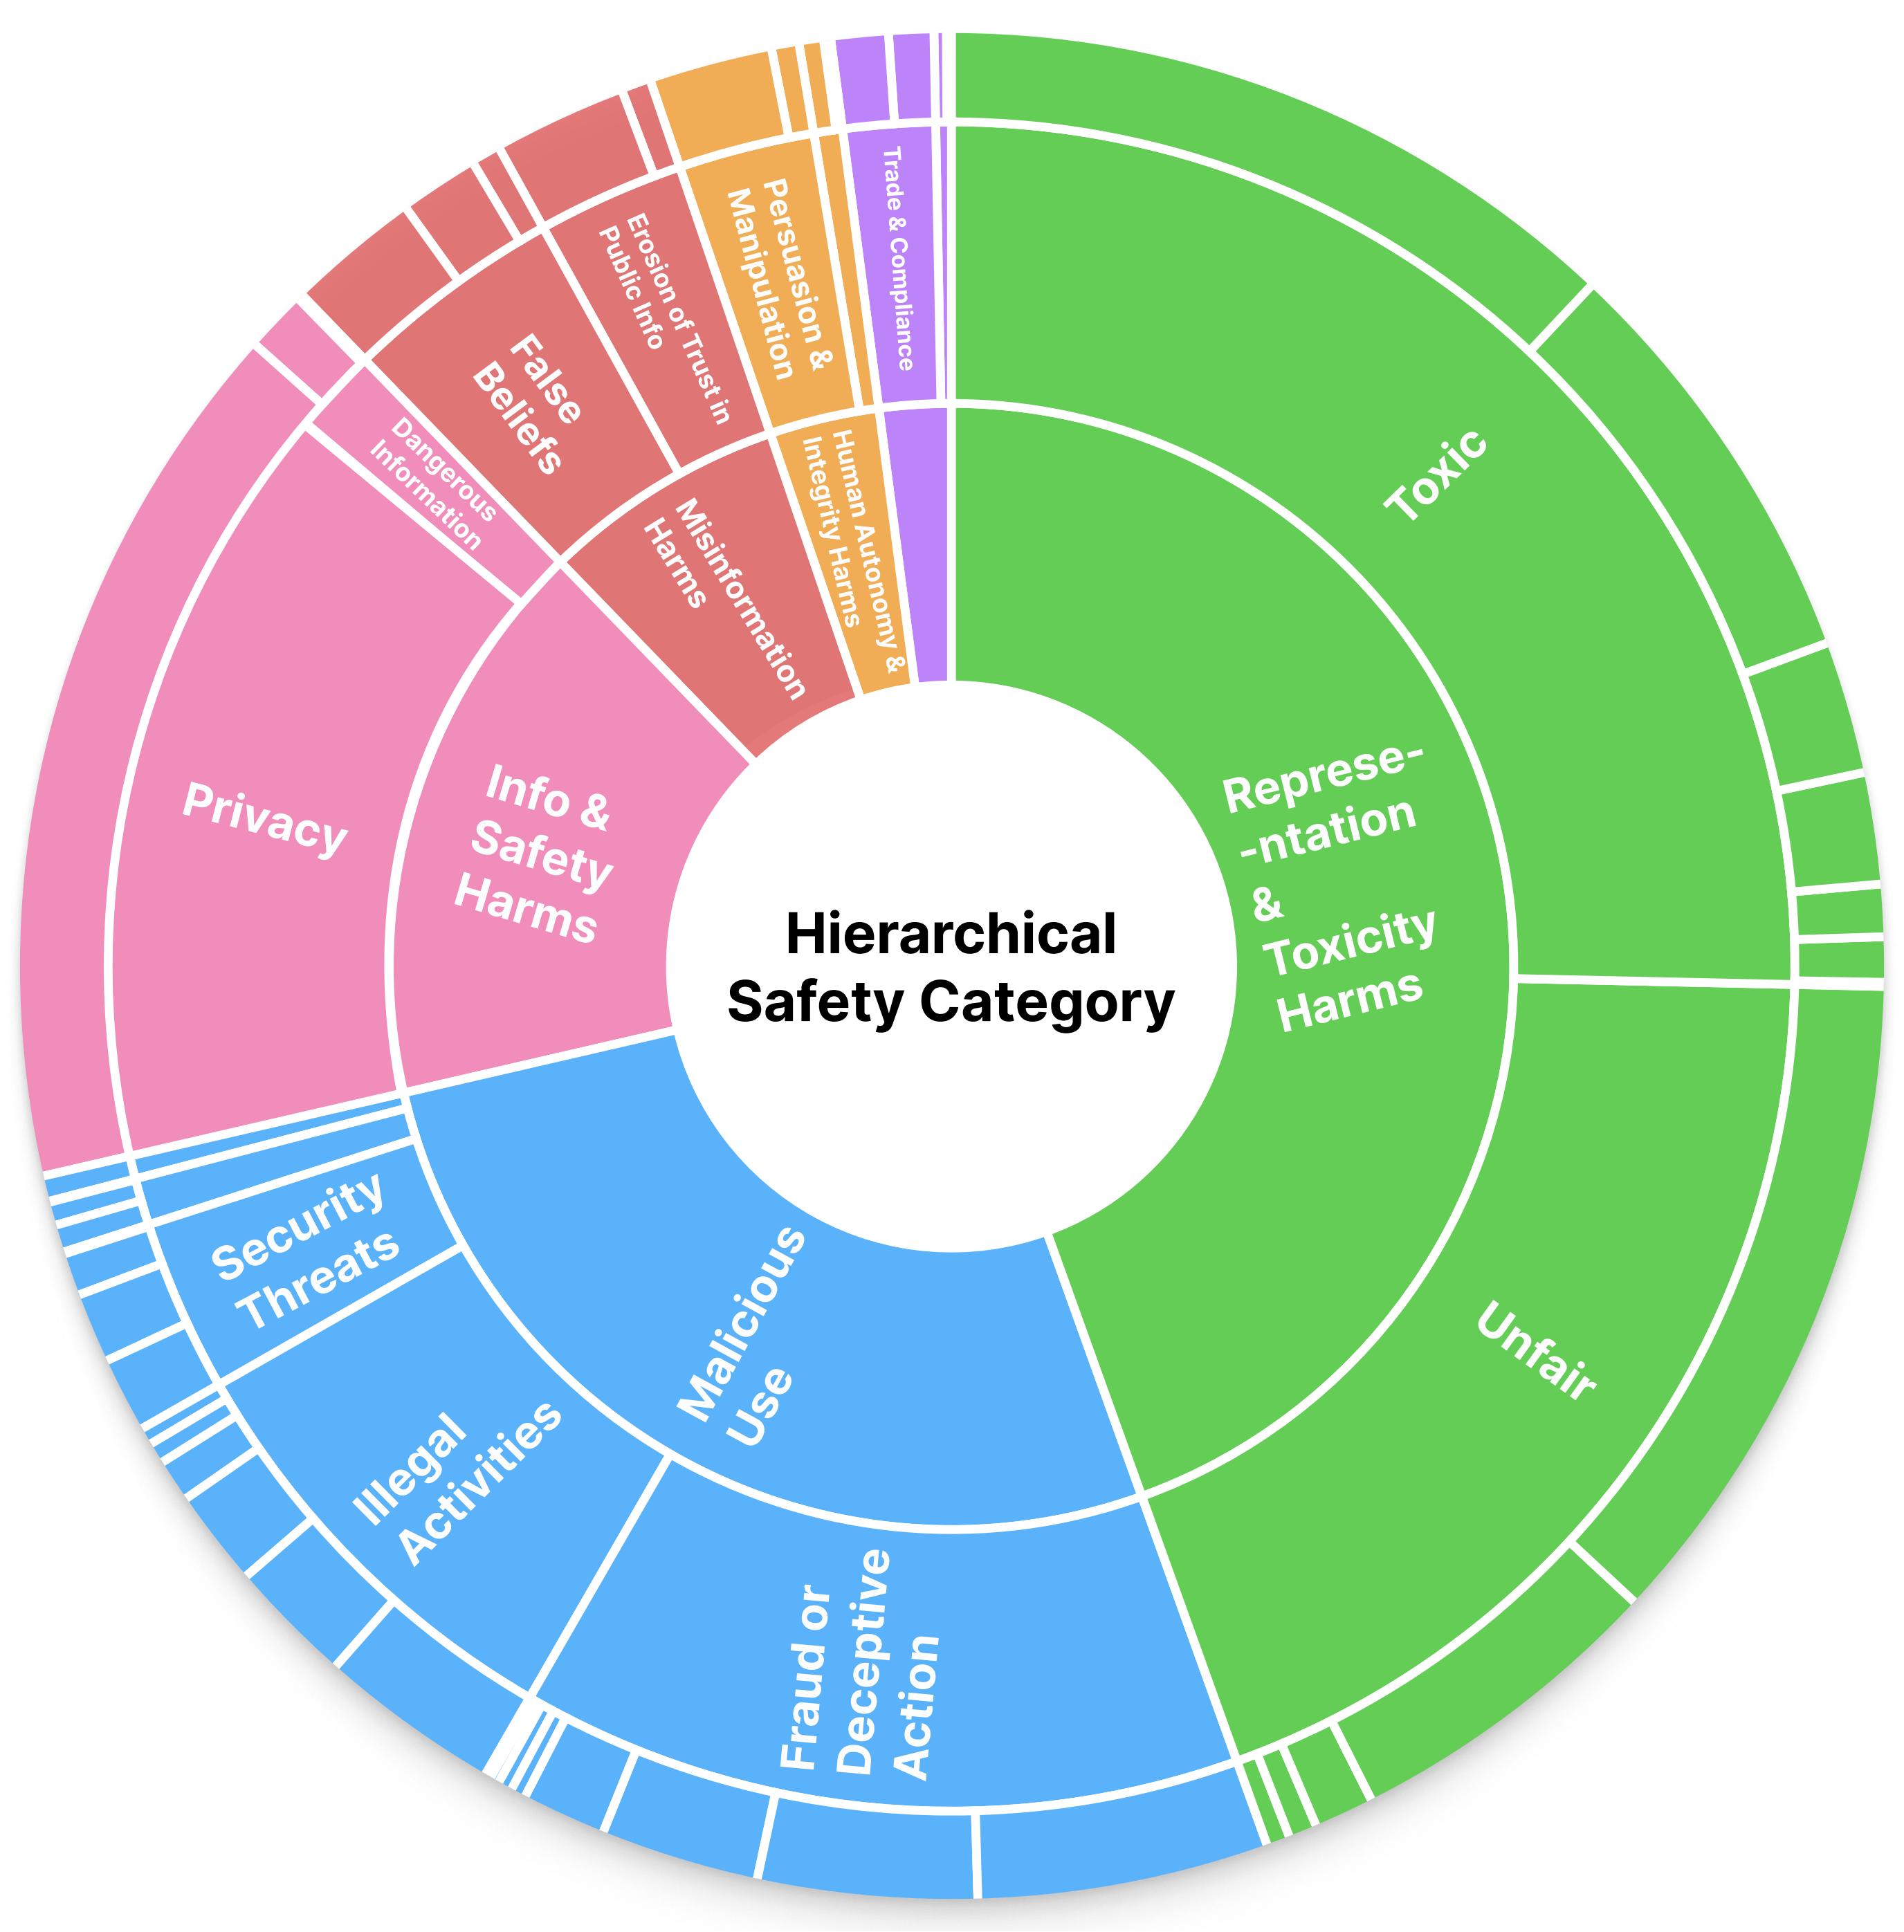 Hierarchical
Safety Category
Represe-
-ntation
&
Toxicity
Harms
Toxic
Unfair
Malicious
Use
Fraud or
Deceptive
Action
Illegal
Activities
Security
Threats
Info &
Safety
Harms
Privacy
Dangerous
Information
Misinformation
Harms
False
Beliefs
Erosion of Trust in
Public Info
Human Autonomy &
Integrity Harms
Persuasion &
Manipulation
Trade & Compliance